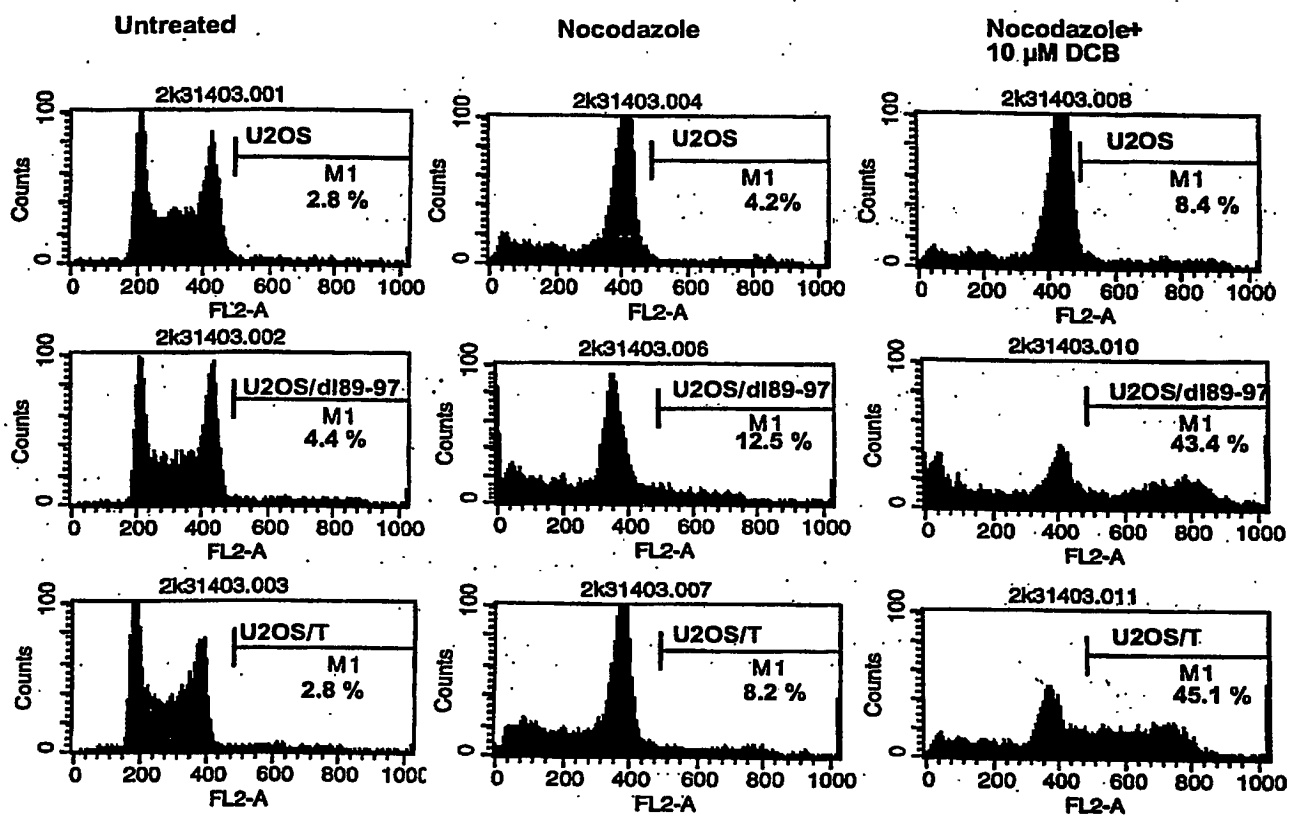 Untreated
Nocodazole
Nocodazole+
10 µM DCB
2k31403.001
100
Counts
0
U2OS
M1
2.8 %
0 200 400 600 800 1000
FL2-A
2k31403.004
100
Counts
0
U2OS
M1
4.2%
0 200 400 600 800 1000
FL2-A
2k31403.008
100
Counts
0
U2OS
M1
8.4 %
0 200 400 600 800 1000
FL2-A
2k31403.002
100
Counts
0
U2OS/dl89-97
M1
4.4 %
0 200 400 600 800 1000
FL2-A
2k31403.006
100
Counts
0
U2OS/dl89-97
M1
12.5 %
0 200 400 600 800 1000
FL2-A
2k31403.010
100
Counts
0
U2OS/dl89-97
M1
43.4 %
0 200 400 600 800 1000
FL2-A
2k31403.003
100
Counts
0
U2OS/T
M1
2.8 %
0 200 400 600 800 1000
FL2-A
2k31403.007
100
Counts
0
U2OS/T
M1
8.2 %
0 200 400 600 800 1000
FL2-A
2k31403.011
100
Counts
0
U2OS/T
M1
45.1 %
0 200 400 600 800 1000
FL2-A